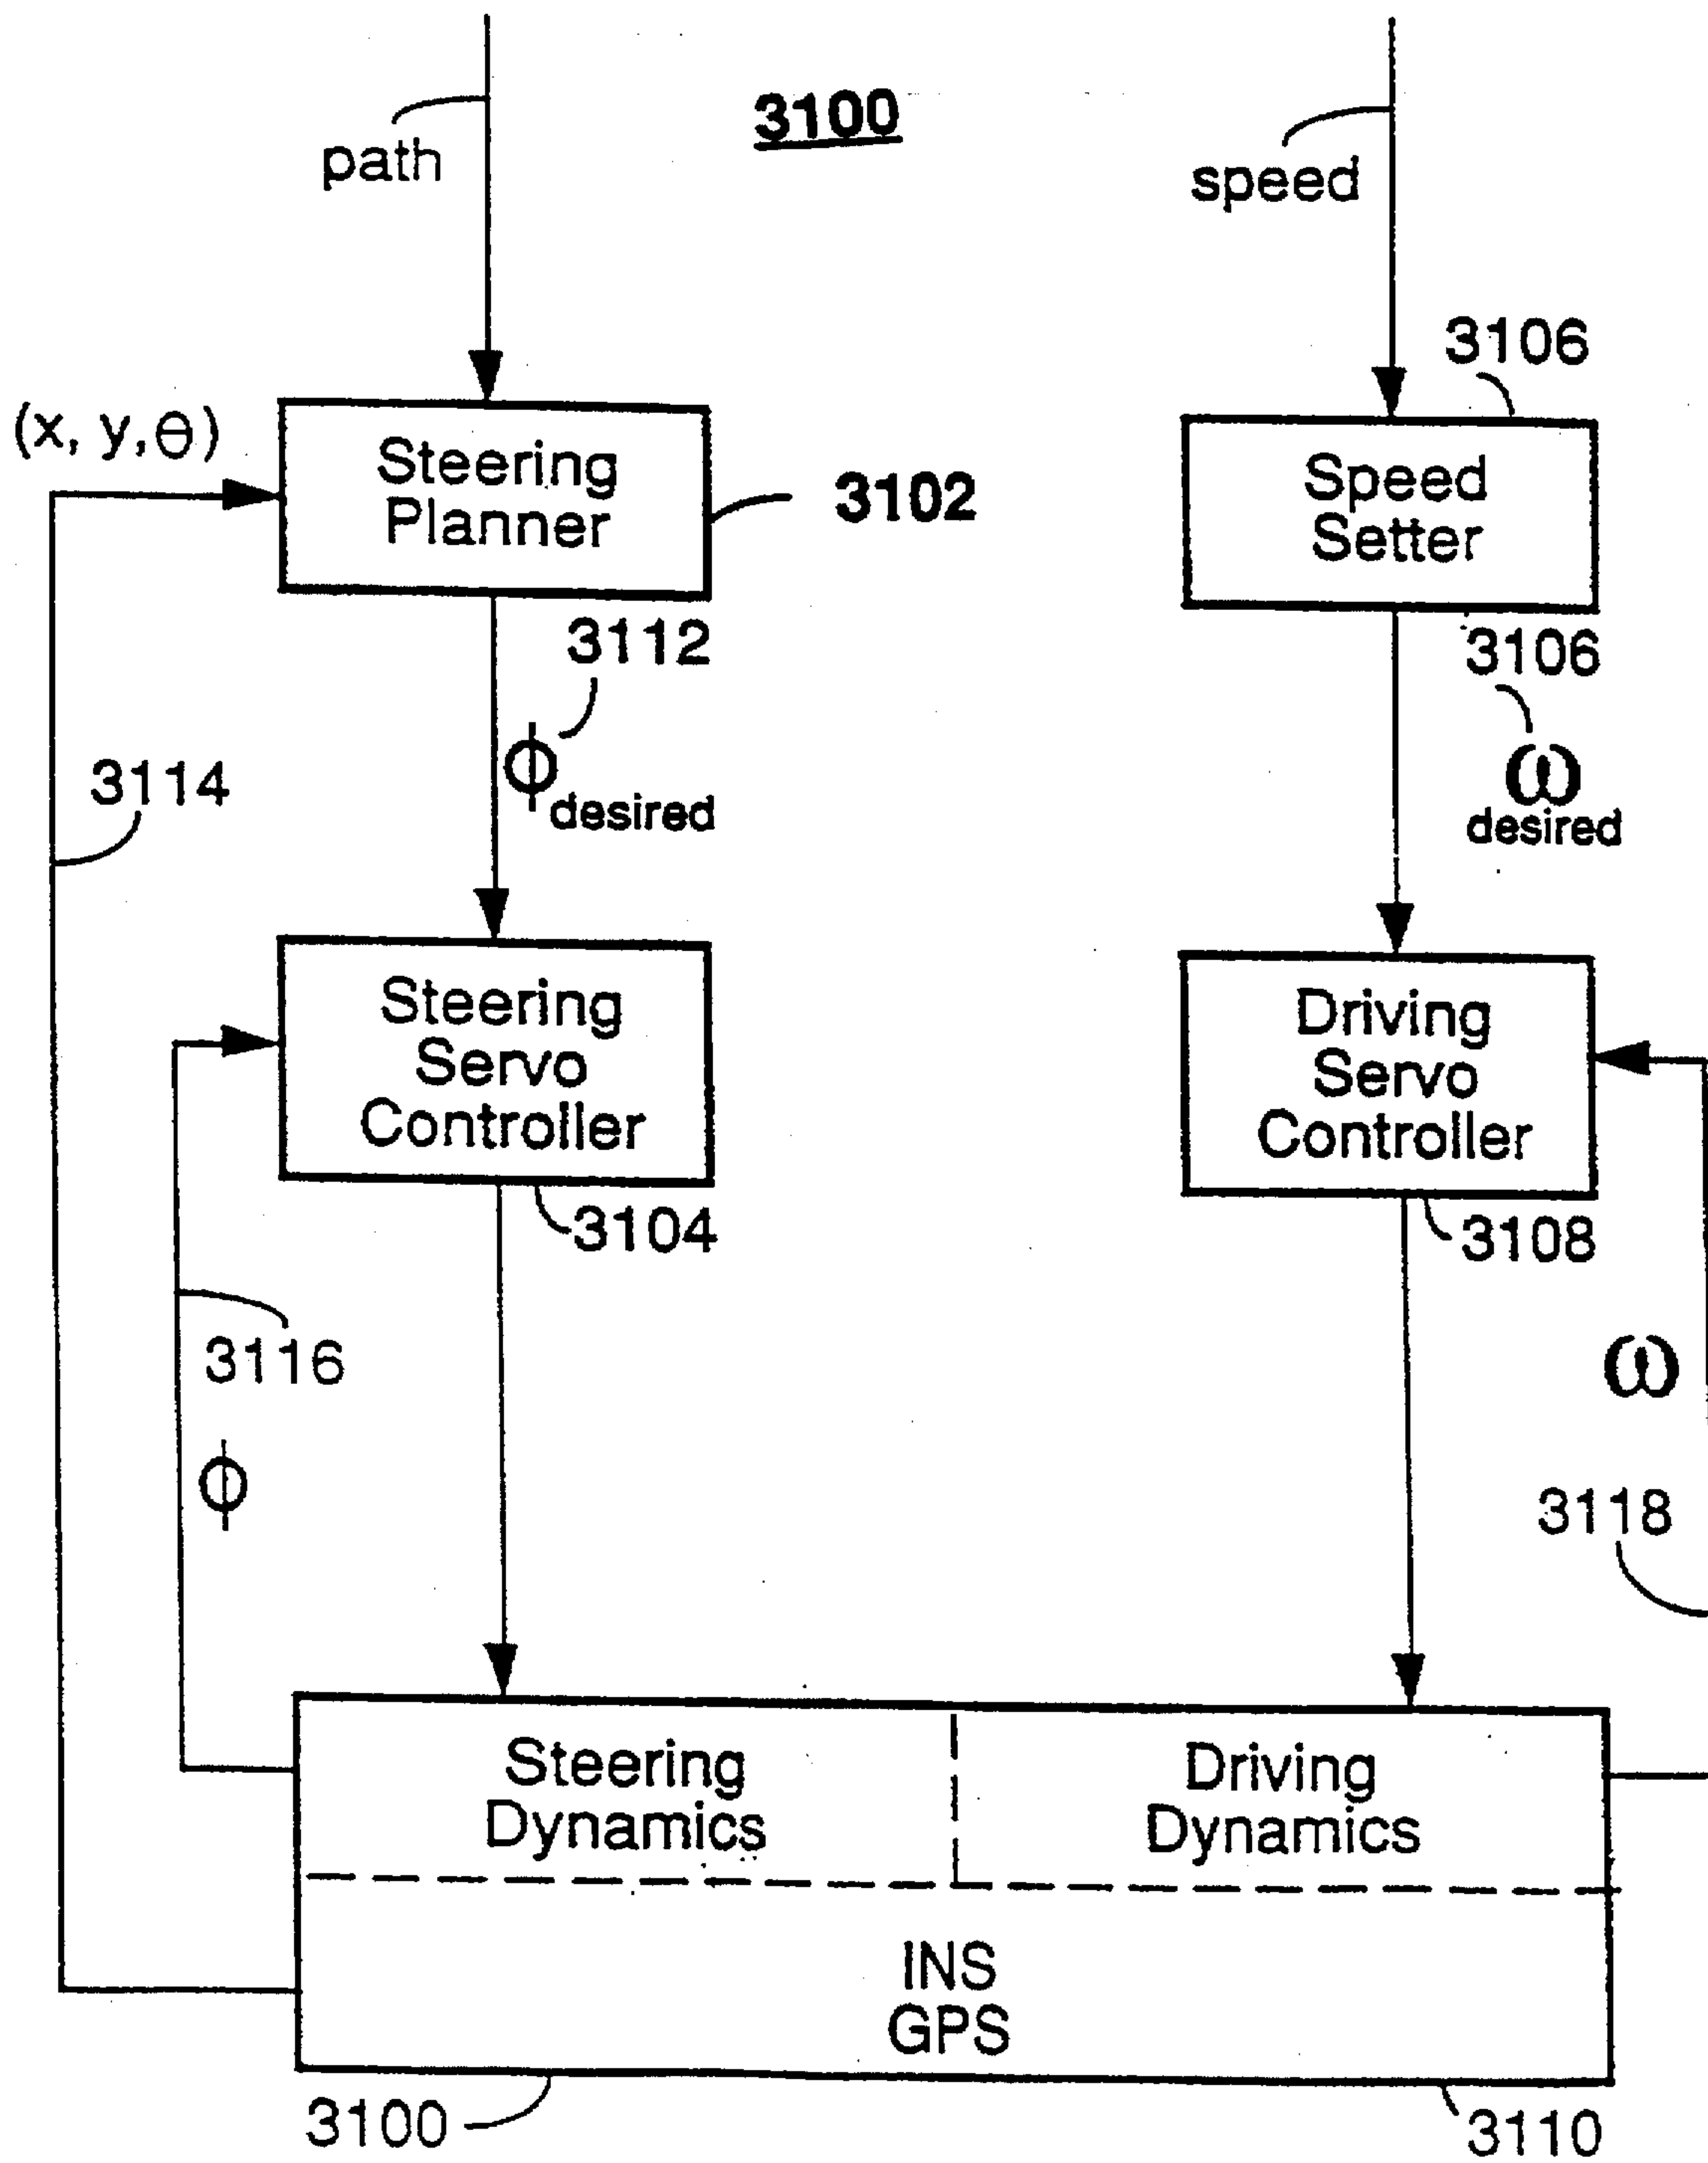 3100
path
speed
3106
(x, y, θ)
Steering
Planner
3102
Speed
Setter
3112
3106
ϕ desired
ω
desired
3114
Steering
Servo
Controller
Driving
Servo
Controller
3104
3108
3116
ω
ϕ
3118
Steering
Dynamics
Driving
Dynamics
INS
GPS
3100
3110